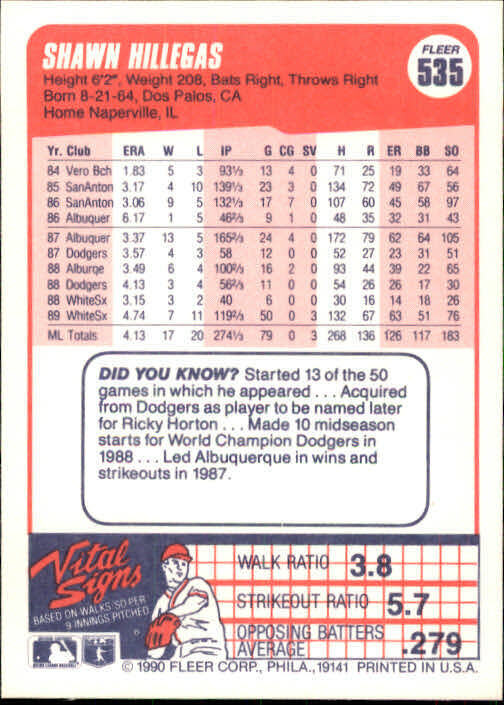 SHAWN HILLEGAS
Height 6'2", Weight 208, Bats Right, Throws Right
Born 8-21-64, Dos Palos, CA
Home Naperville, IL
FLEER
535
Yr. Club ERA W L IP G CG SV H R ER BB SO
84 Vero Bch 1.83 5 3 93⅓ 13 4 0 71 25 19 33 64
85 SanAnton 3.17 4 10 139⅓ 23 3 0 134 72 49 67 56
86 SanAnton 3.06 9 5 132⅓ 17 7 0 107 60 45 58 97
86 Albuquer 6.17 1 5 46⅔ 9 1 0 48 35 32 31 43
87 Albuquer 3.37 13 5 165⅔ 24 4 0 172 79 62 64 105
87 Dodgers 3.57 4 3 58 12 0 0 52 27 23 31 51
88 Alburqe 3.49 6 4 100⅔ 16 2 0 93 44 39 22 65
88 Dodgers 4.13 3 4 56⅔ 11 0 0 54 26 26 17 30
88 WhiteSx 3.15 3 2 40 6 0 0 30 16 14 18 26
89 WhiteSx 4.74 7 11 119⅔ 50 0 3 132 67 63 51 76
ML Totals 4.13 17 20 274⅓ 79 0 3 268 136 126 117 183
DID YOU KNOW? Started 13 of the 50
games in which he appeared . . . Acquired
from Dodgers as player to be named later
for Ricky Horton . . . Made 10 midseason
starts for World Champion Dodgers in
1988 . . . Led Albuquerque in wins and
strikeouts in 1987.
Vital
Signs
BASED ON WALKS/SO PER
9 INNINGS PITCHED
WALK RATIO 3.8
STRIKEOUT RATIO 5.7
OPPOSING BATTERS
AVERAGE .279
© 1990 FLEER CORP., PHILA., 19141 PRINTED IN U.S.A.